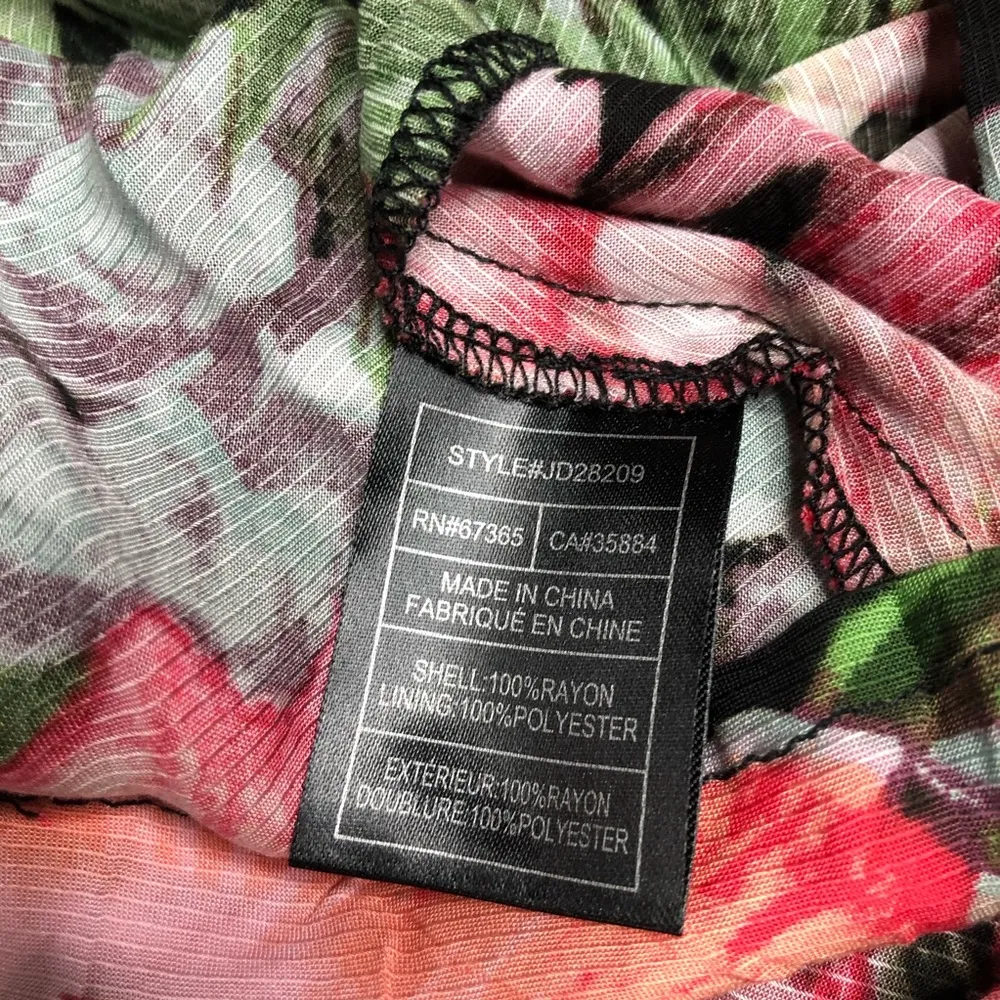 STYLE#JD28209
RN#67365 CA#35884
MADE IN CHINA
FABRIQUÉ EN CHINE
SHELL:100%RAYON
LINING:100%POLYESTER
EXTÉRIEUR:100%RAYON
DOUBLURE:100%POLYESTER